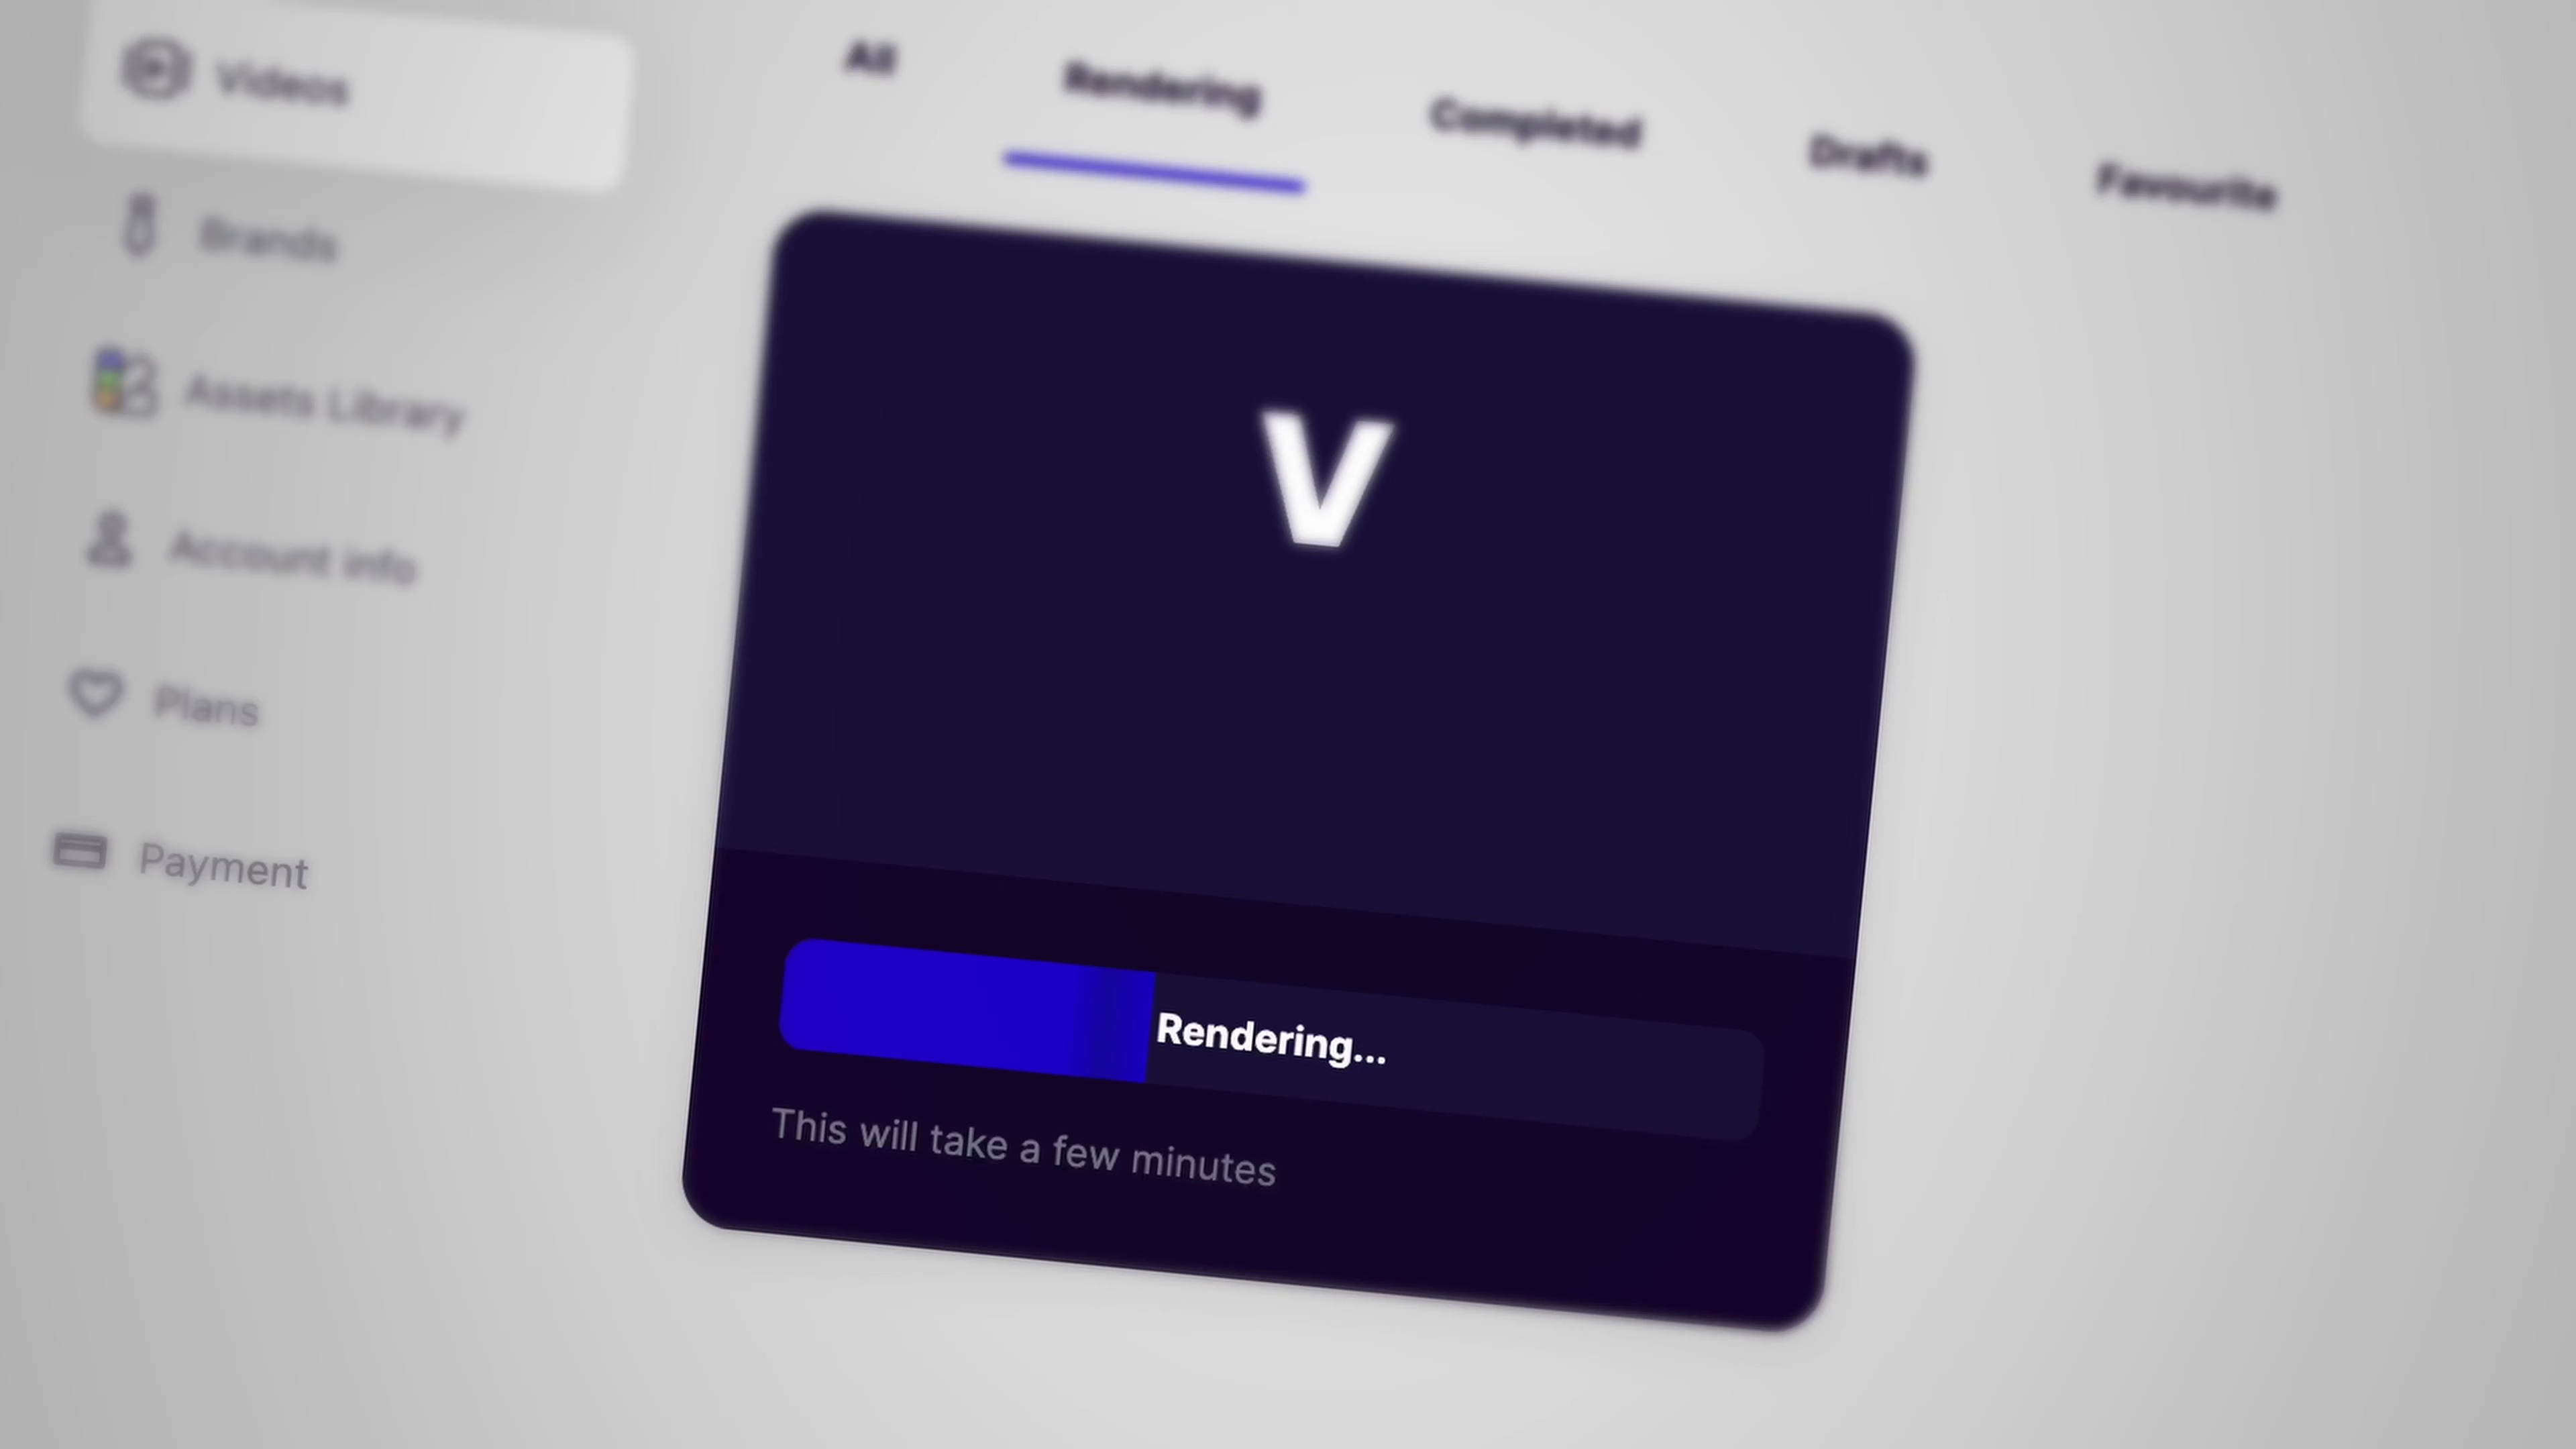 Videos
Brands
Assets Library
Account info
Plans
Payment
All
Rendering
Completed
Drafts
Favourite
V
Rendering...
This will take a few minutes